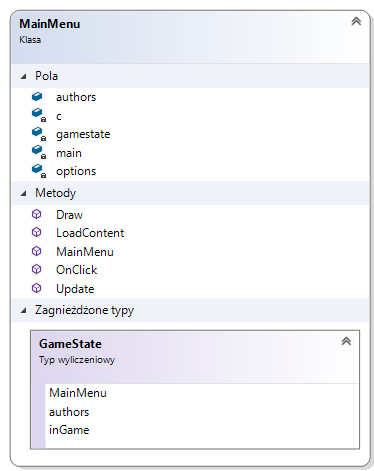 MainMenu
Klasa
Pola
authors
c
gamestate
main
options
Metody
Draw
LoadContent
MainMenu
OnClick
Update
Zagnieżdżone typy
GameState
Typ wyliczeniowy
MainMenu
authors
inGame